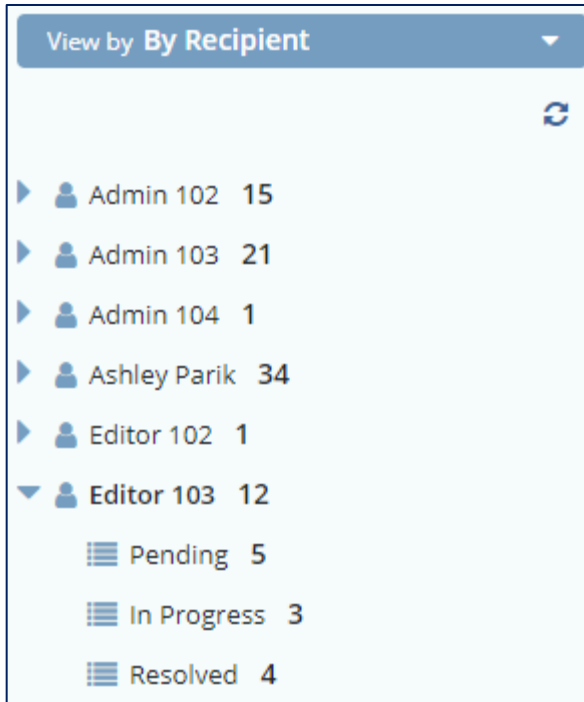 View by By Recipient
Admin 102 15
Admin 103 21
Admin 104 1
Ashley Parik 34
Editor 102 1
Editor 103 12
Pending 5
In Progress 3
Resolved 4